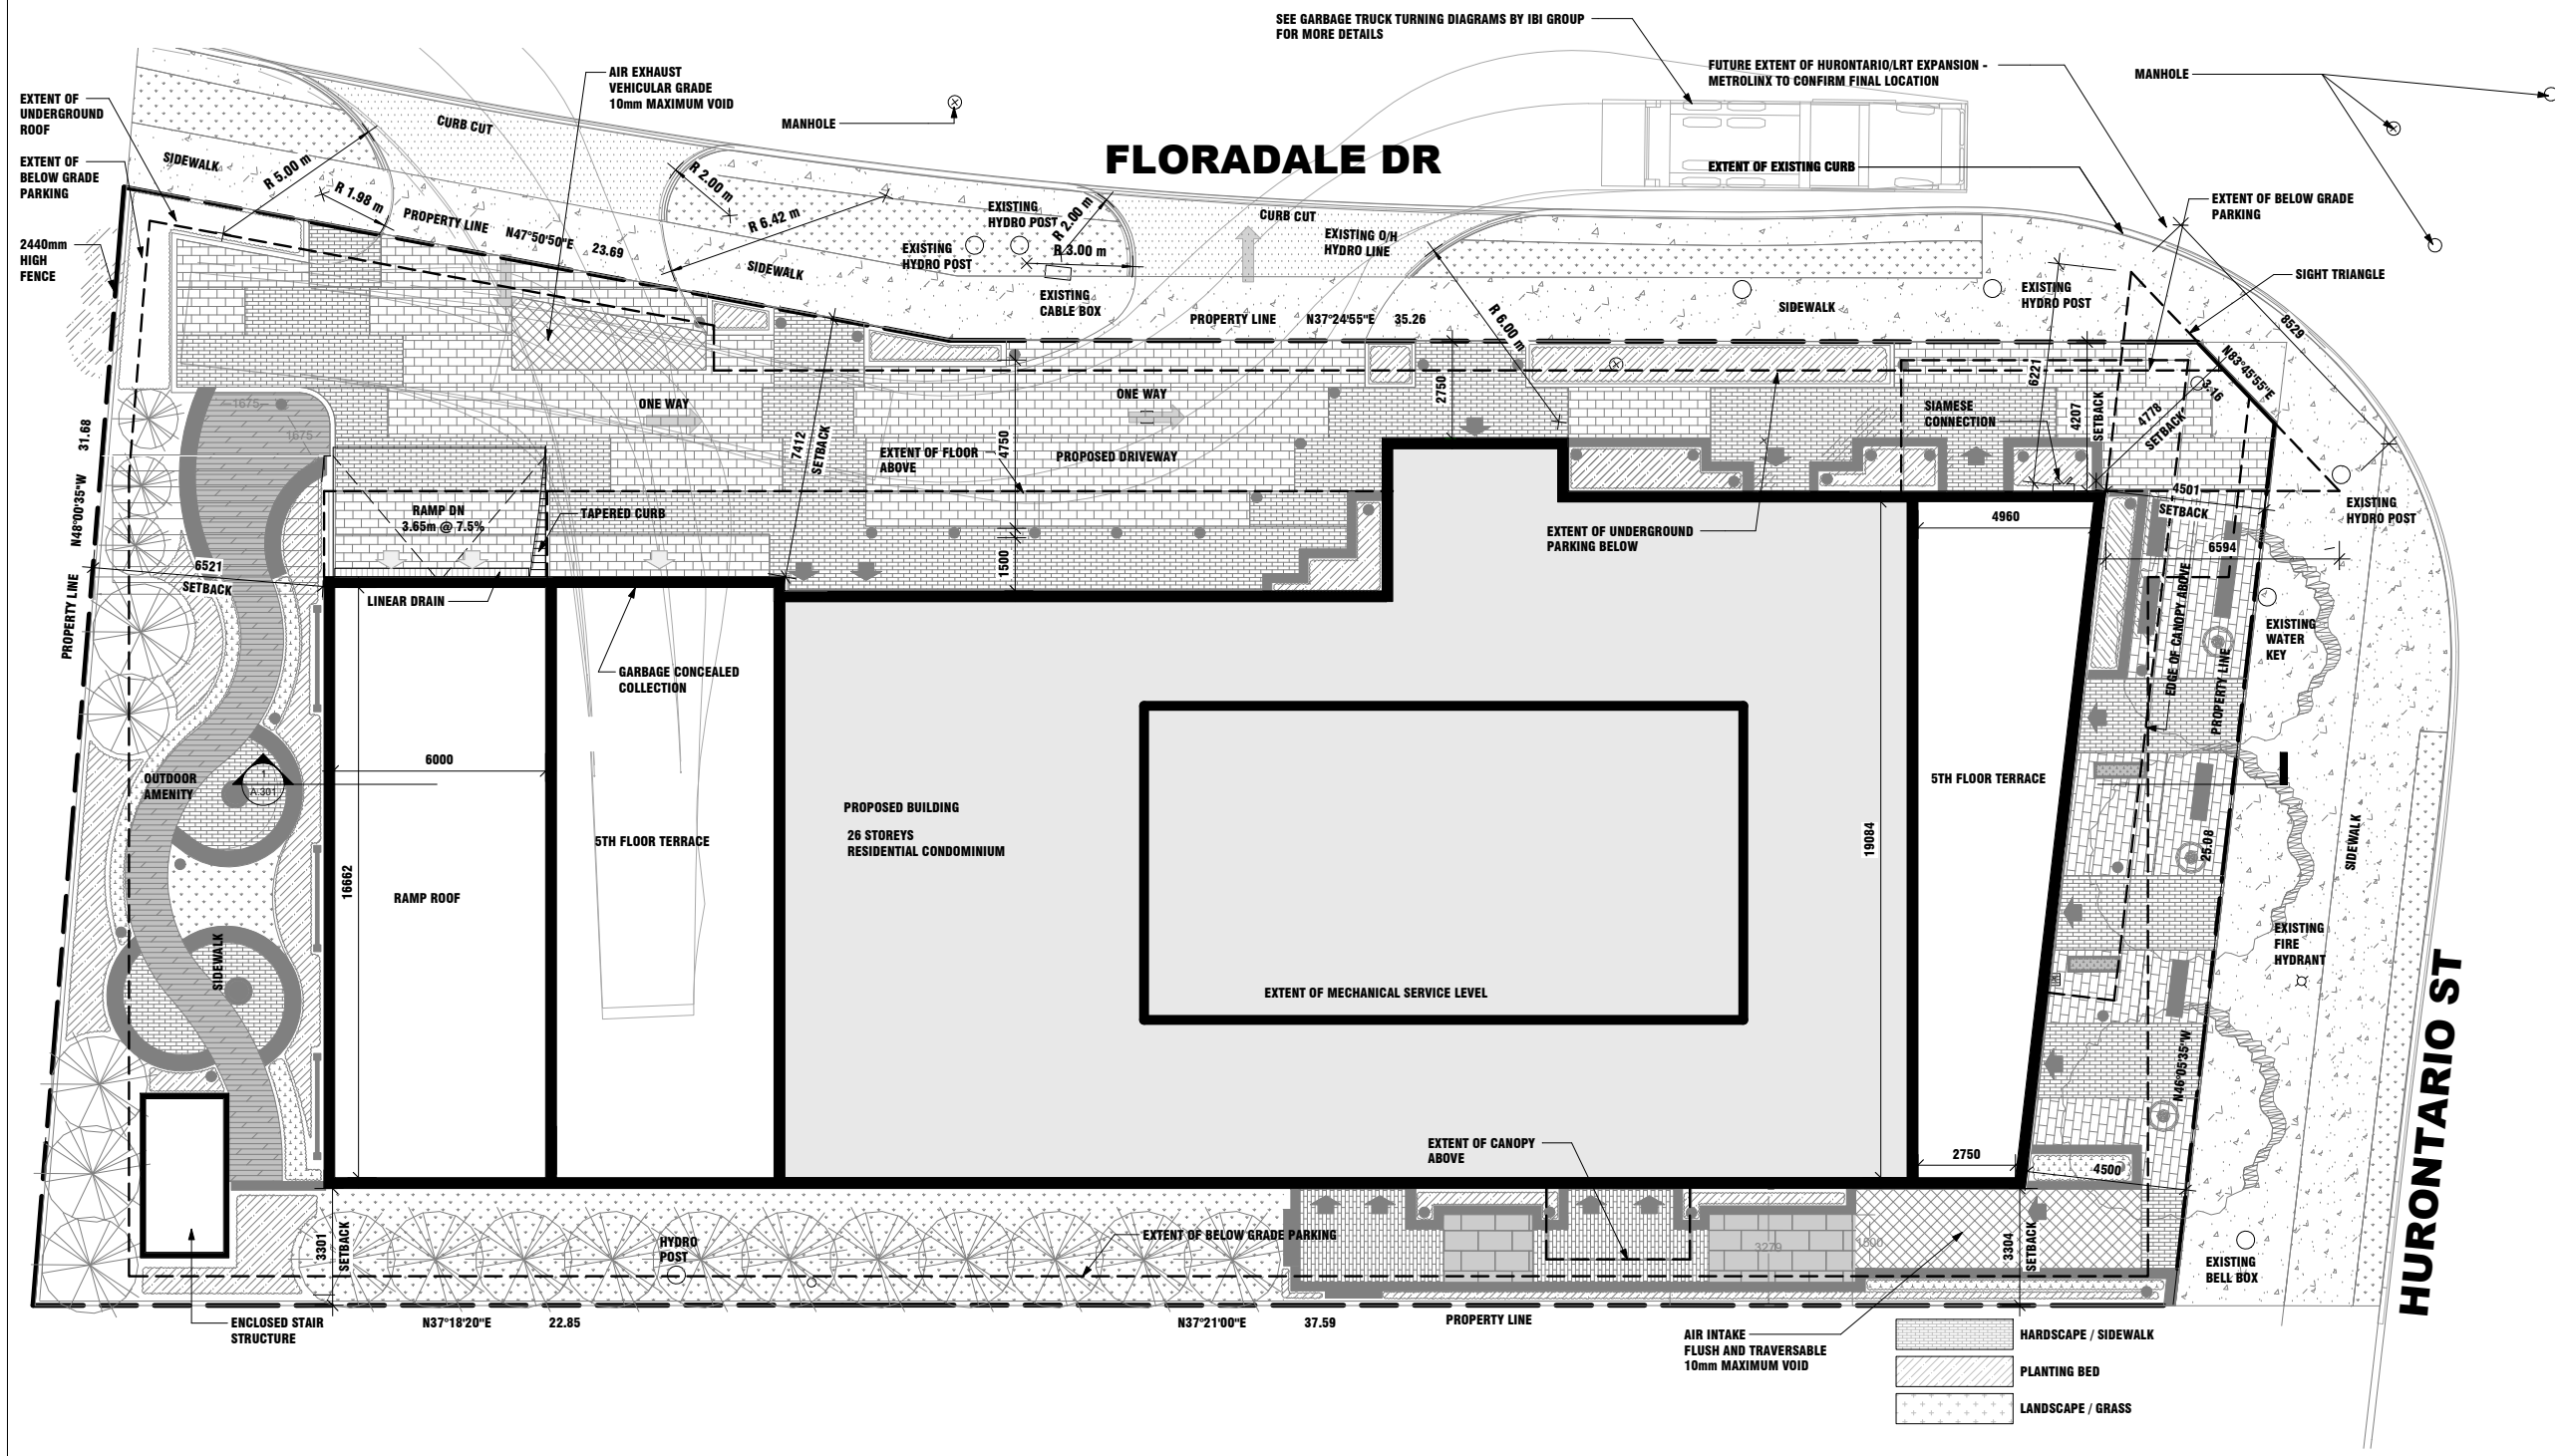 SEE GARBAGE TRUCK TURNING DIAGRAMS BY IBI GROUP
FOR MORE DETAILS
FUTURE EXTENT OF HURONTARIO/LRT EXPANSION -
METROLINX TO CONFIRM FINAL LOCATION
MANHOLE
AIR EXHAUST
VEHICULAR GRADE
10mm MAXIMUM VOID
EXTENT OF
UNDERGROUND
ROOF
MANHOLE
CURB CUT
FLORADALE DR
SIDEWALK
EXTENT OF
BELOW GRADE
PARKING
R 5.00 m
R 1.98 m
R 2.00 m
R 6.42 m
EXTENT OF EXISTING CURB
EXTENT OF BELOW GRADE
PARKING
PROPERTY LINE
N47°50'50"E
23.69
EXISTING
HYDRO POST
R 2.00 m
EXISTING
HYDRO POST
R 3.00 m
CURB CUT
EXISTING O/H
HYDRO LINE
2440mm
HIGH
FENCE
SIDEWALK
EXISTING
CABLE BOX
SIGHT TRIANGLE
EXISTING
HYDRO POST
SIDEWALK
PROPERTY LINE
N37°24'55"E
35.26
R 6.00 m
8529
N83°45'55"E
3.16
6221
2750
4207
SETBACK
4778
SETBACK
SIAMESE
CONNECTION
ONE WAY
ONE WAY
1675
1675
31.68
7412
SETBACK
4750
EXTENT OF FLOOR
ABOVE
PROPOSED DRIVEWAY
N48°00'35"W
RAMP DN
3.65m @ 7.5%
TAPERED CURB
4501
SETBACK
EXISTING
HYDRO POST
4960
EXTENT OF UNDERGROUND
PARKING BELOW
6594
1500
6521
SETBACK
PROPERTY LINE
LINEAR DRAIN
EDGE OF CANOPY ABOVE
PROPERTY LINE
EXISTING
WATER
KEY
GARBAGE CONCEALED
COLLECTION
6000
OUTDOOR
AMENITY
1
A.301
5TH FLOOR TERRACE
PROPOSED BUILDING
26 STOREYS
RESIDENTIAL CONDOMINIUM
5TH FLOOR TERRACE
19084
25.08
SIDEWALK
16662
RAMP ROOF
SIDEWALK
EXISTING
FIRE
HYDRANT
EXTENT OF MECHANICAL SERVICE LEVEL
N46°05'35"W
HURONTARIO ST
EXTENT OF CANOPY
ABOVE
2750
4500
3301
SETBACK
HYDRO
POST
EXTENT OF BELOW GRADE PARKING
3279
1500
3304
SETBACK
EXISTING
BELL BOX
ENCLOSED STAIR
STRUCTURE
N37°18'20"E
22.85
N37°21'00"E
37.59
PROPERTY LINE
AIR INTAKE
FLUSH AND TRAVERSABLE
10mm MAXIMUM VOID
HARDSCAPE / SIDEWALK
PLANTING BED
LANDSCAPE / GRASS